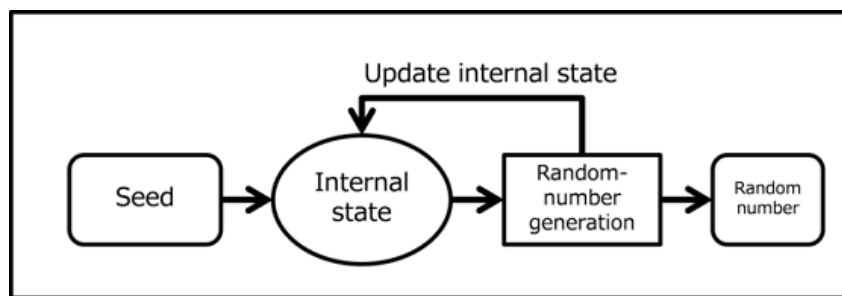 Update internal state
Seed
Internal
state
Random-
number
generation
Random
number